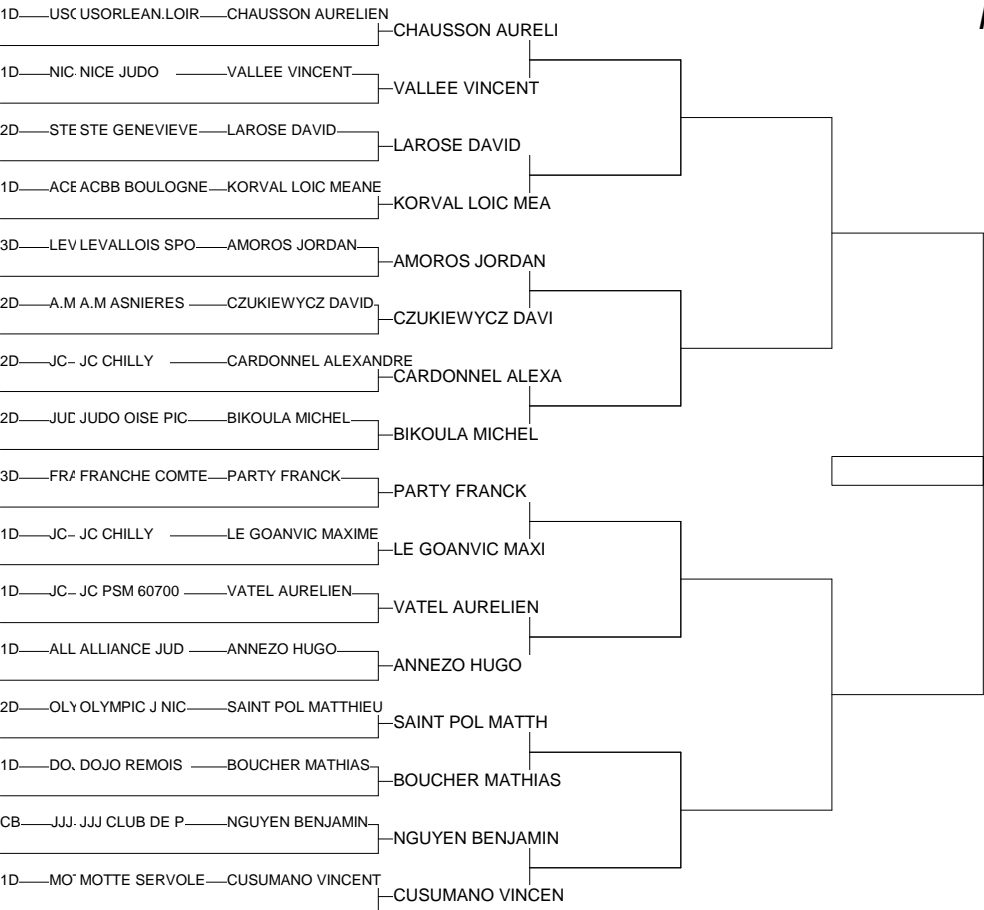 1D USO USORLEAN.LOIR CHAUSSON AURELIEN
CHAUSSON AURELI
1D NIC NICE JUDO VALLEE VINCENT
VALLEE VINCENT
2D STE STE GENEVIEVE LAROSE DAVID
LAROSE DAVID
1D ACB ACBB BOULOGNE KORVAL LOIC MEANE
KORVAL LOIC MEA
3D LEV LEVALLOIS SPO AMOROS JORDAN
AMOROS JORDAN
2D A.M A.M ASNIERES CZUKIEWYCZ DAVID
CZUKIEWYCZ DAVI
2D JC JC CHILLY CARDONNEL ALEXANDRE
CARDONNEL ALEXA
2D JUD JUDO OISE PIC BIKOULA MICHEL
BIKOULA MICHEL
3D FRA FRANCHE COMTE PARTY FRANCK
PARTY FRANCK
1D JC JC CHILLY LE GOANVIC MAXIME
LE GOANVIC MAXI
1D JC JC PSM 60700 VATEL AURELIEN
VATEL AURELIEN
1D ALL ALLIANCE JUD ANNEZO HUGO
ANNEZO HUGO
2D OLY OLYMPIC J NIC SAINT POL MATTHIEU
SAINT POL MATTH
1D DOJ DOJO REMOIS BOUCHER MATHIAS
BOUCHER MATHIAS
CB JJJ JJJ CLUB DE P NGUYEN BENJAMIN
NGUYEN BENJAMIN
1D MOT MOTTE SERVOLE CUSUMANO VINCENT
CUSUMANO VINCEN